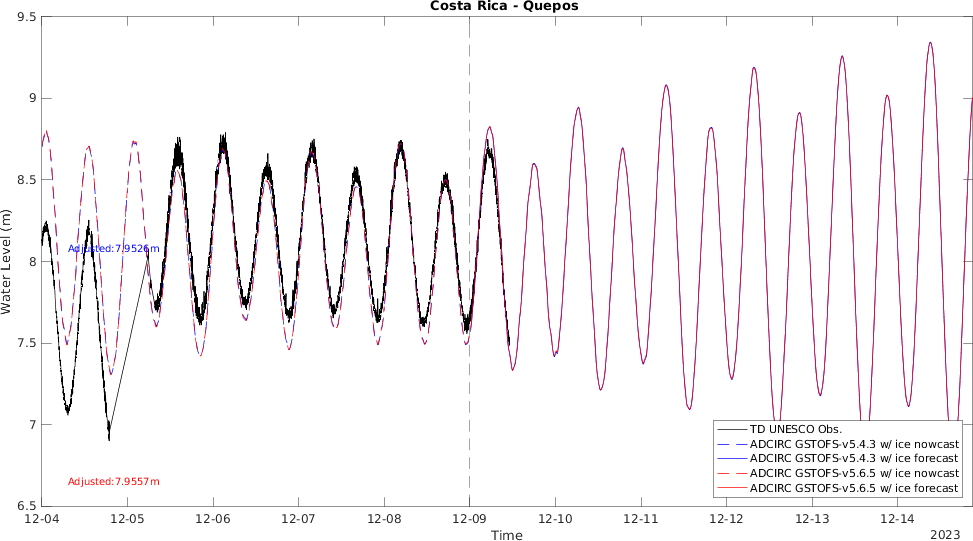 Costa Rica - Quepos
9.5
9
8.5
8
7.5
7
6.5
Water Level (m)
Adjusted:7.9526m
Adjusted:7.9557m
TD UNESCO Obs.
ADCIRC GSTOFS-v5.4.3 w/ ice nowcast
ADCIRC GSTOFS-v5.4.3 w/ ice forecast
ADCIRC GSTOFS-v5.6.5 w/ ice nowcast
ADCIRC GSTOFS-v5.6.5 w/ ice forecast
12-04 12-05 12-06 12-07 12-08 12-09 12-10 12-11 12-12 12-13 12-14
Time
2023